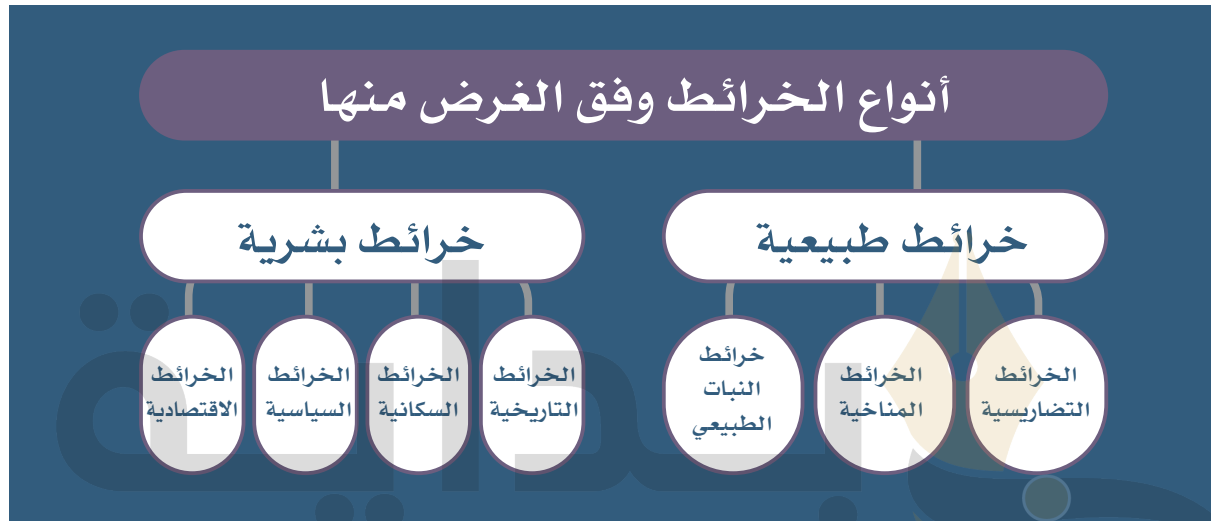 أنواع الخرائط وفق الغرض منها
خرائط طبيعية
خرائط بشرية
الخرائط
التضاريسية
الخرائط
المناخية
خرائط
النبات
الطبيعي
الخرائط
التاريخية
الخرائط
السكانية
الخرائط
السياسية
الخرائط
الاقتصادية
بداية